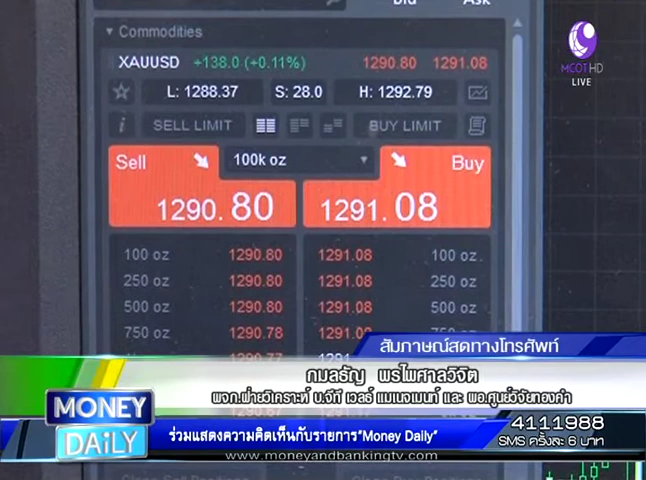 Bid Ask
Commodities
XAUUSD +138.0 (+0.11%) 1290.80 1291.08
L: 1288.37 S: 28.0 H: 1292.79
i SELL LIMIT BUY LIMIT
Sell 100k oz Buy
1290.80 1291.08
100 oz 1290.80 1291.08 100 oz
250 oz 1290.80 1291.08 250 oz
500 oz 1290.80 1291.08 500 oz
750 oz 1290.78
MCOT HD
LIVE
สัมภาษณ์สดทางโทรศัพท์
กมลธัญ พรไพศาลวิจิต
ผจก.ฝ่ายวิเคราะห์ บ.จีที เวลธ์ แมเนจเมนท์ และ ผอ.ศูนย์วิจัยทองคำ
MONEY
DAiLY
ร่วมแสดงความคิดเห็นกับรายการ"Money Daily"
4111988
SMS ครั้งละ 6 บาท
www.moneyandbankingtv.com